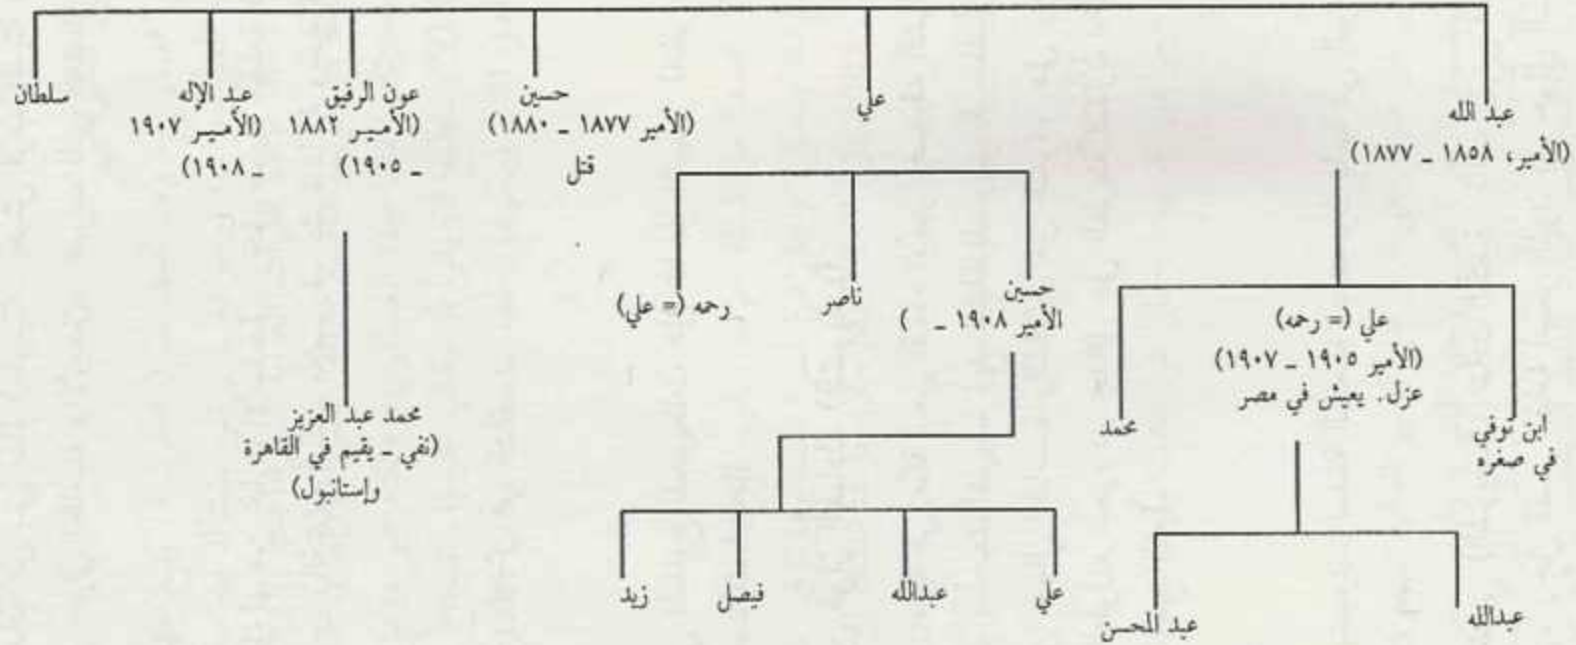 عبد الله
(الأمير، ١٨٥٨ ـ ١٨٧٧)
علي
حسين
(الأمير ١٨٧٧ ـ ١٨٨٠)
قتل
عون الرفيق
(الأمير ١٨٨٢
ـ ١٩٠٥)
عبد الإله
(الأمير ١٩٠٧
ـ ١٩٠٨)
سلطان
ابن توفي
في صغره
علي (= رحمه)
(الأمير ١٩٠٥ ـ ١٩٠٧)
عزل. يعيش في مصر
محمد
حسين
الأمير ١٩٠٨ ـ )
ناصر
رحمه (= علي)
محمد عبد العزيز
(نفي ـ يقيم في القاهرة
وإستانبول)
عبدالله
عبد المحسن
علي
عبدالله
فيصل
زيد